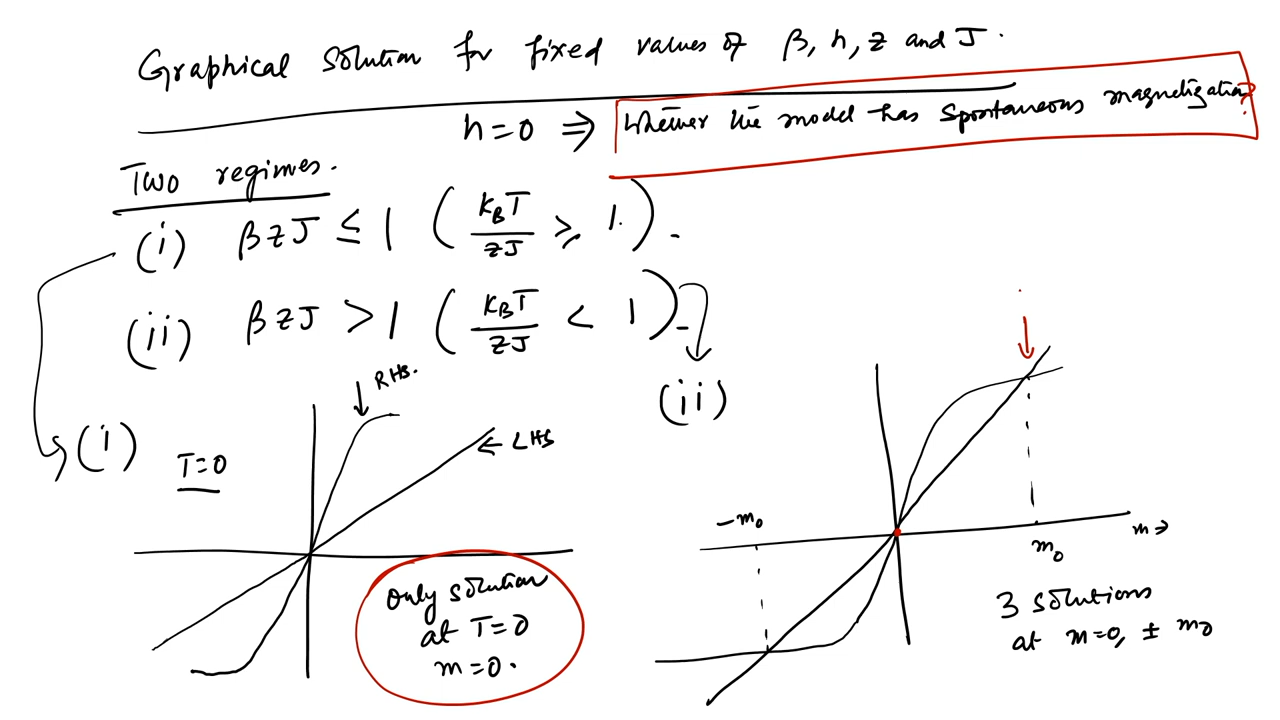 Graphical solution for fixed values of β, h, z and J.
h=0 ⇒ Whether the model has spontaneous magnetization?
Two regimes.
(i) βzJ ≤ 1 (k_BT/zJ ≥ 1).
(ii) βzJ > 1 (k_BT/zJ < 1).
RHS.
(ii)
(i)
LHS
T=0
-m₀
m→
m₀
Only solution
at T=0
m=0.
3 solutions
at m=0, ± m₀